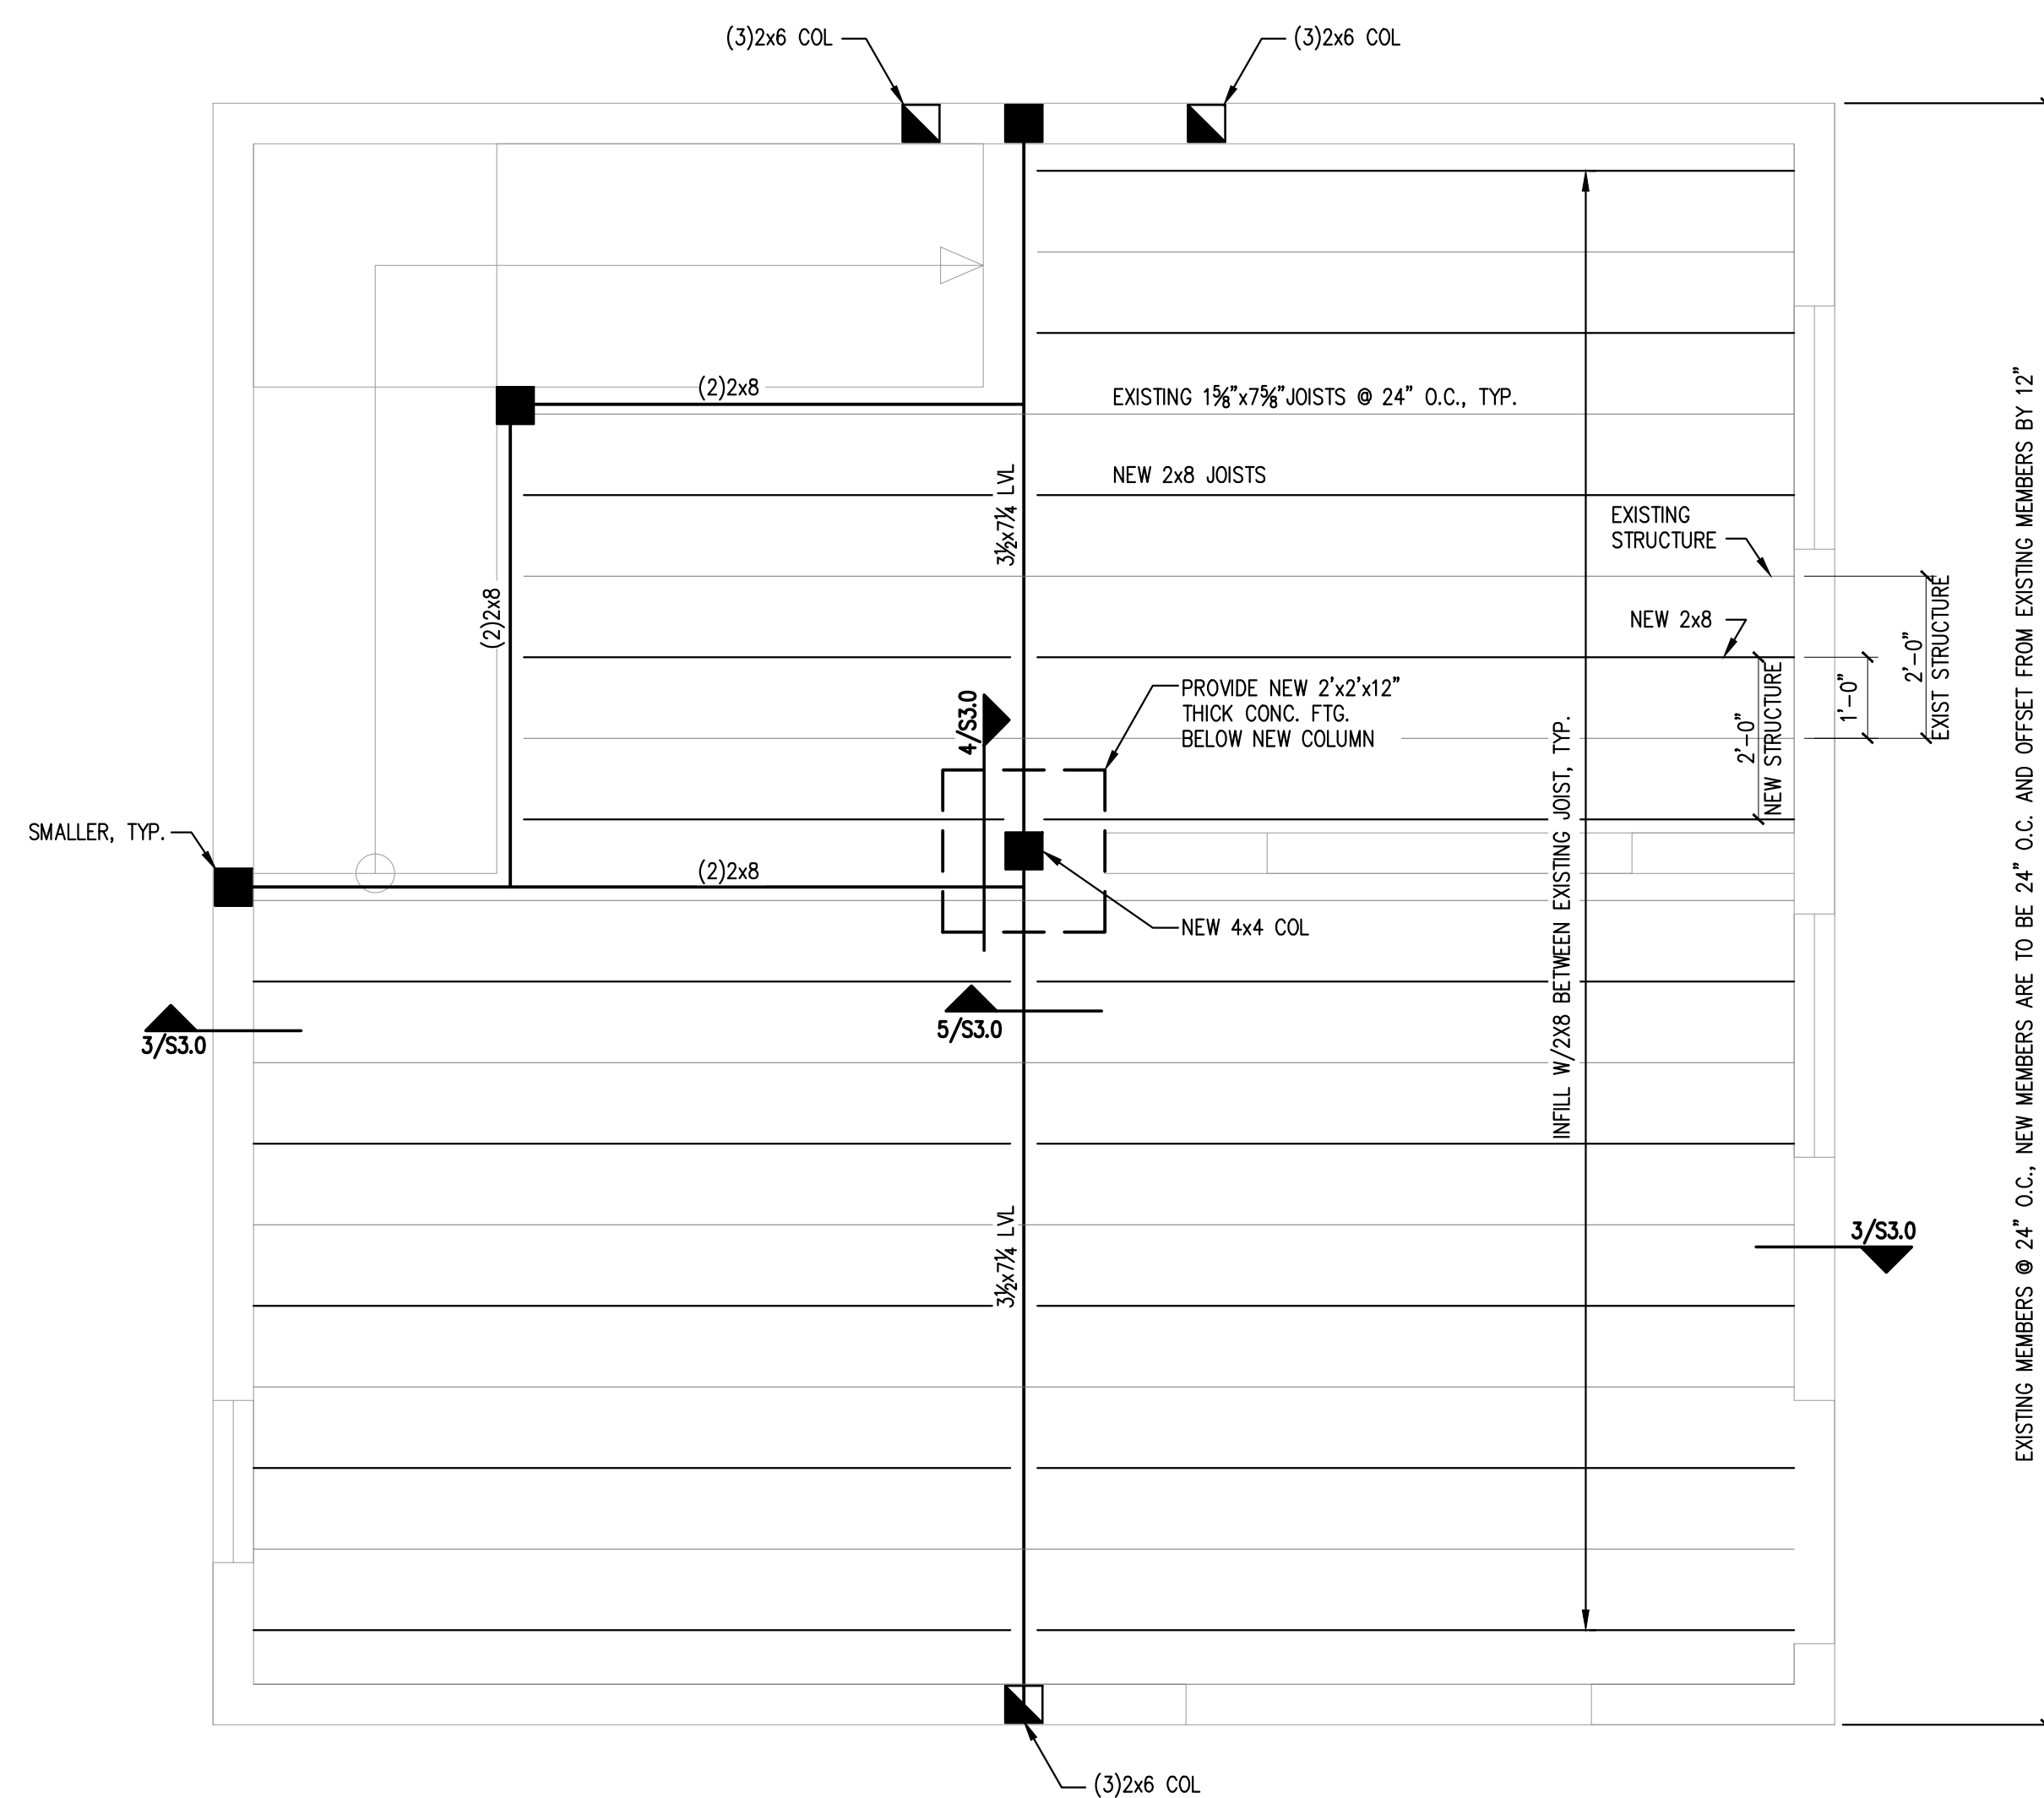 (3)2x6 COL
(3)2x6 COL
(2)2x8
EXISTING 1⅝"x7⅝"JOISTS @ 24" O.C., TYP.
NEW 2x8 JOISTS
3½x7¼ LVL
EXISTING
STRUCTURE
(2)2x8
NEW 2x8
2'-0"
EXIST STRUCTURE
1'-0"
2'-0"
NEW STRUCTURE
4/S3.0
PROVIDE NEW 2'x2'x12"
THICK CONC. FTG.
BELOW NEW COLUMN
INFILL W/2X8 BETWEEN EXISTING JOIST, TYP.
SMALLER, TYP.
(2)2x8
NEW 4x4 COL
3/S3.0
5/S3.0
3½x7¼ LVL
3/S3.0
EXISTING MEMBERS @ 24" O.C., NEW MEMBERS ARE TO BE 24" O.C. AND OFFSET FROM EXISTING MEMBERS BY 12"
(3)2x6 COL